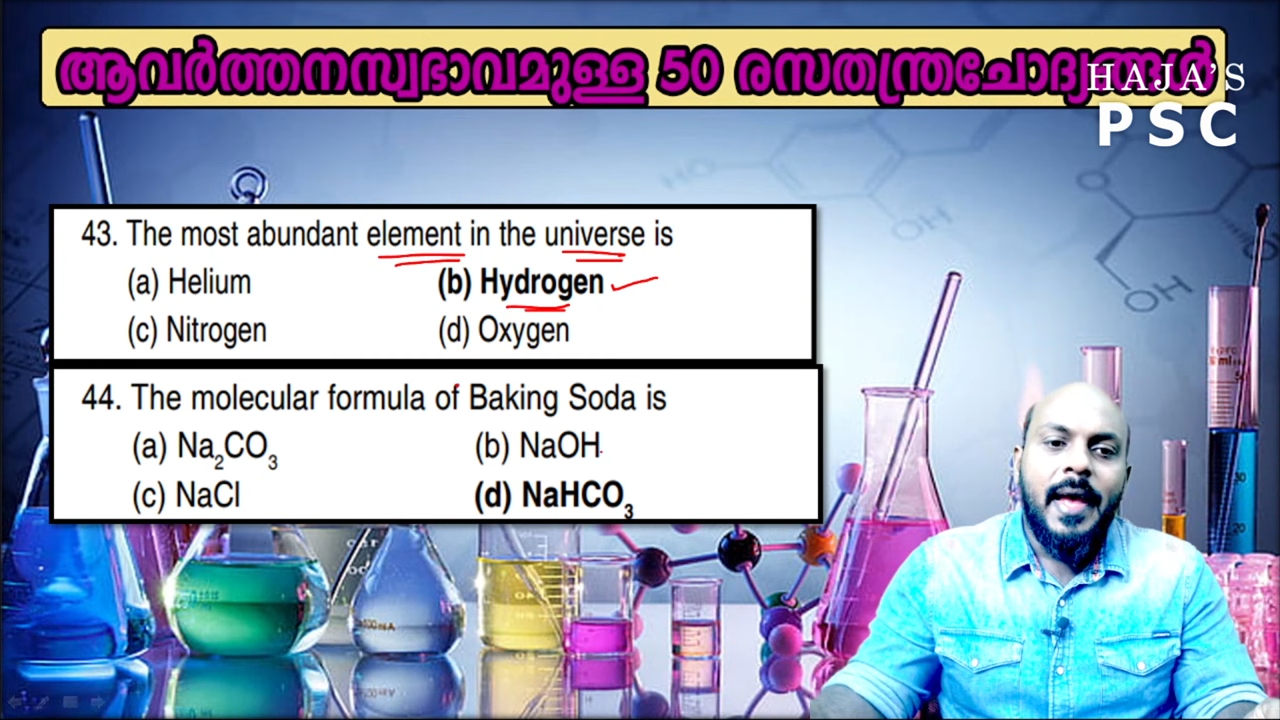 ആവർത്തനസ്വഭാവമുള്ള 50 രസതന്ത്രചോദ്യങ്ങൾ
HAJA'S
PSC
43. The most abundant element in the universe is
(a) Helium (b) Hydrogen
(c) Nitrogen (d) Oxygen
44. The molecular formula of Baking Soda is
(a) Na₂CO₃ (b) NaOH
(c) NaCl (d) NaHCO₃